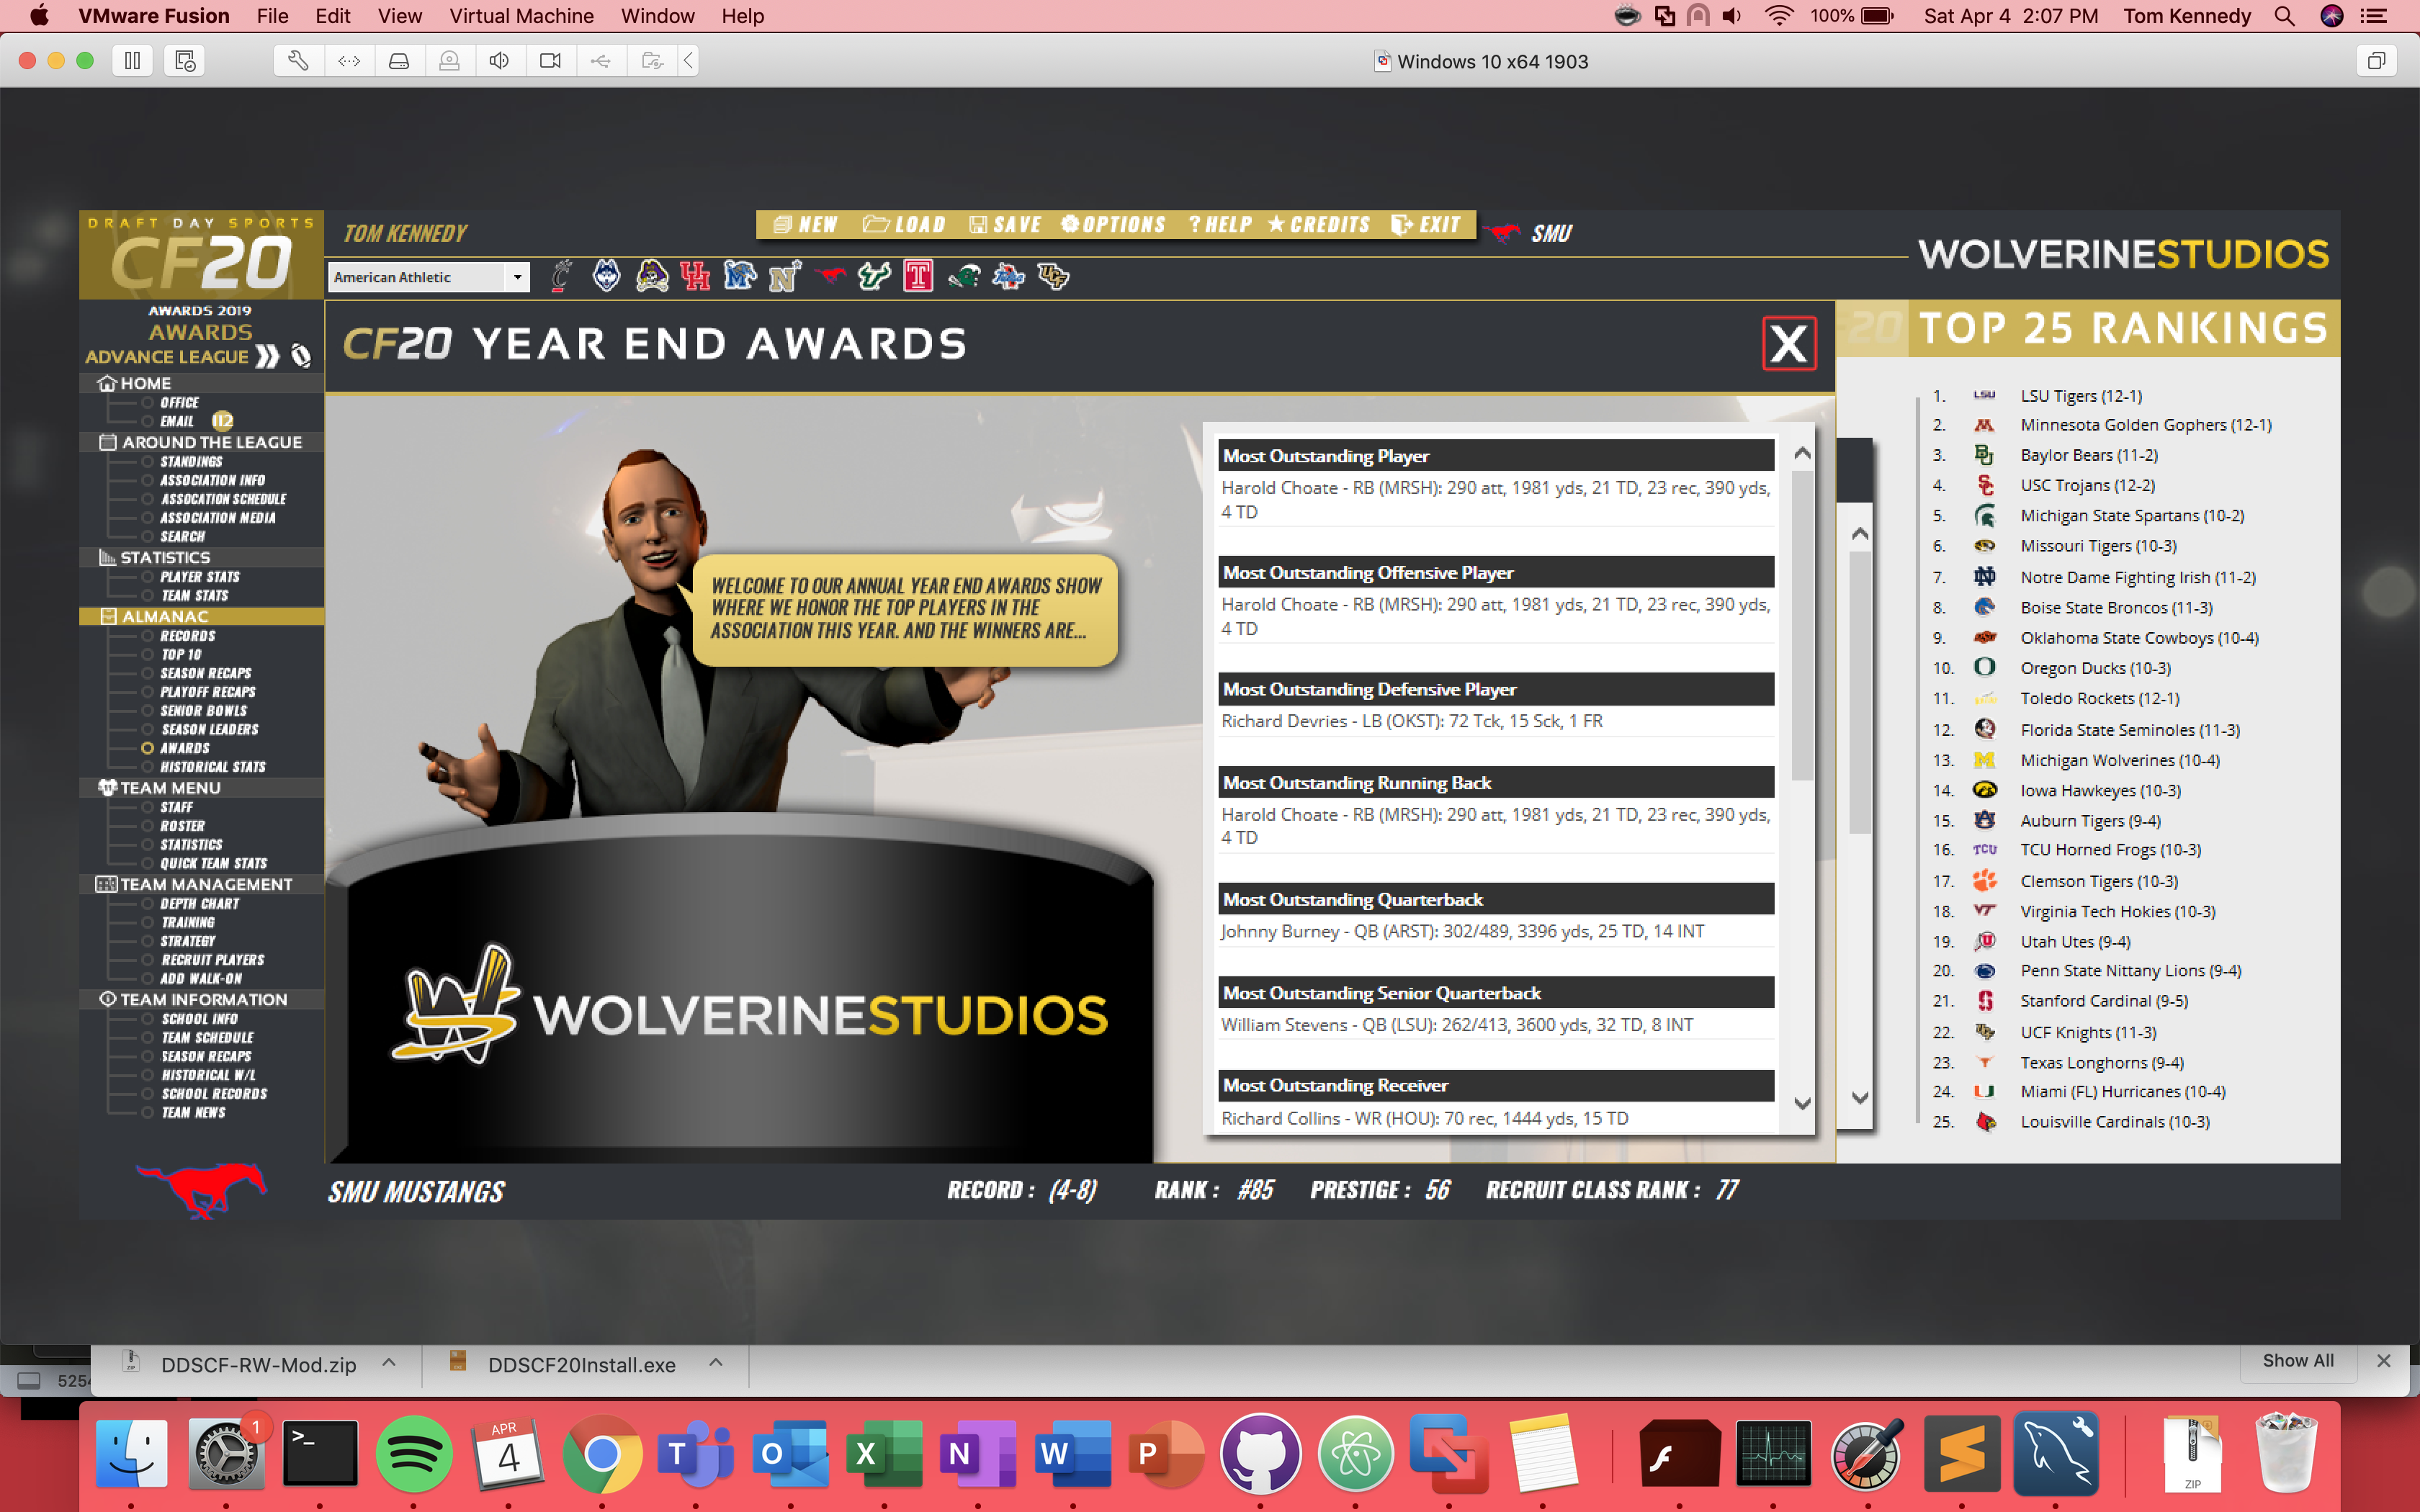 VMware Fusion File Edit View Virtual Machine Window Help
100% Sat Apr 4 2:07 PM Tom Kennedy
Windows 10 x64 1903
DRAFT DAY SPORTS
CF20
TOM KENNEDY
NEW LOAD SAVE OPTIONS ? HELP CREDITS EXIT
SMU
WOLVERINESTUDIOS
American Athletic
AWARDS 2019
AWARDS
ADVANCE LEAGUE
HOME
OFFICE
EMAIL 112
AROUND THE LEAGUE
STANDINGS
ASSOCIATION INFO
ASSOCATION SCHEDULE
ASSOCIATION MEDIA
SEARCH
STATISTICS
PLAYER STATS
TEAM STATS
ALMANAC
RECORDS
TOP 10
SEASON RECAPS
PLAYOFF RECAPS
SENIOR BOWLS
SEASON LEADERS
AWARDS
HISTORICAL STATS
TEAM MENU
STAFF
ROSTER
STATISTICS
QUICK TEAM STATS
TEAM MANAGEMENT
DEPTH CHART
TRAINING
STRATEGY
RECRUIT PLAYERS
ADD WALK-ON
TEAM INFORMATION
SCHOOL INFO
TEAM SCHEDULE
SEASON RECAPS
HISTORICAL W/L
SCHOOL RECORDS
TEAM NEWS
CF20 YEAR END AWARDS
X
WELCOME TO OUR ANNUAL YEAR END AWARDS SHOW
WHERE WE HONOR THE TOP PLAYERS IN THE
ASSOCIATION THIS YEAR. AND THE WINNERS ARE...
WOLVERINESTUDIOS
Most Outstanding Player
Harold Choate - RB (MRSH): 290 att, 1981 yds, 21 TD, 23 rec, 390 yds,
4 TD
Most Outstanding Offensive Player
Harold Choate - RB (MRSH): 290 att, 1981 yds, 21 TD, 23 rec, 390 yds,
4 TD
Most Outstanding Defensive Player
Richard Devries - LB (OKST): 72 Tck, 15 Sck, 1 FR
Most Outstanding Running Back
Harold Choate - RB (MRSH): 290 att, 1981 yds, 21 TD, 23 rec, 390 yds,
4 TD
Most Outstanding Quarterback
Johnny Burney - QB (ARST): 302/489, 3396 yds, 25 TD, 14 INT
Most Outstanding Senior Quarterback
William Stevens - QB (LSU): 262/413, 3600 yds, 32 TD, 8 INT
Most Outstanding Receiver
Richard Collins - WR (HOU): 70 rec, 1444 yds, 15 TD
20 TOP 25 RANKINGS
1. LSU LSU Tigers (12-1)
2. Minnesota Golden Gophers (12-1)
3. Baylor Bears (11-2)
4. USC Trojans (12-2)
5. Michigan State Spartans (10-2)
6. Missouri Tigers (10-3)
7. Notre Dame Fighting Irish (11-2)
8. Boise State Broncos (11-3)
9. Oklahoma State Cowboys (10-4)
10. Oregon Ducks (10-3)
11. Toledo Rockets (12-1)
12. Florida State Seminoles (11-3)
13. Michigan Wolverines (10-4)
14. Iowa Hawkeyes (10-3)
15. Auburn Tigers (9-4)
16. TCU TCU Horned Frogs (10-3)
17. Clemson Tigers (10-3)
18. Virginia Tech Hokies (10-3)
19. Utah Utes (9-4)
20. Penn State Nittany Lions (9-4)
21. Stanford Cardinal (9-5)
22. UCF Knights (11-3)
23. Texas Longhorns (9-4)
24. Miami (FL) Hurricanes (10-4)
25. Louisville Cardinals (10-3)
SMU MUSTANGS RECORD : (4-8) RANK : #85 PRESTIGE : 56 RECRUIT CLASS RANK : 77
DDSCF-RW-Mod.zip DDSCF20Install.exe Show All
525
1
APR
4
T O X N W P
ZIP